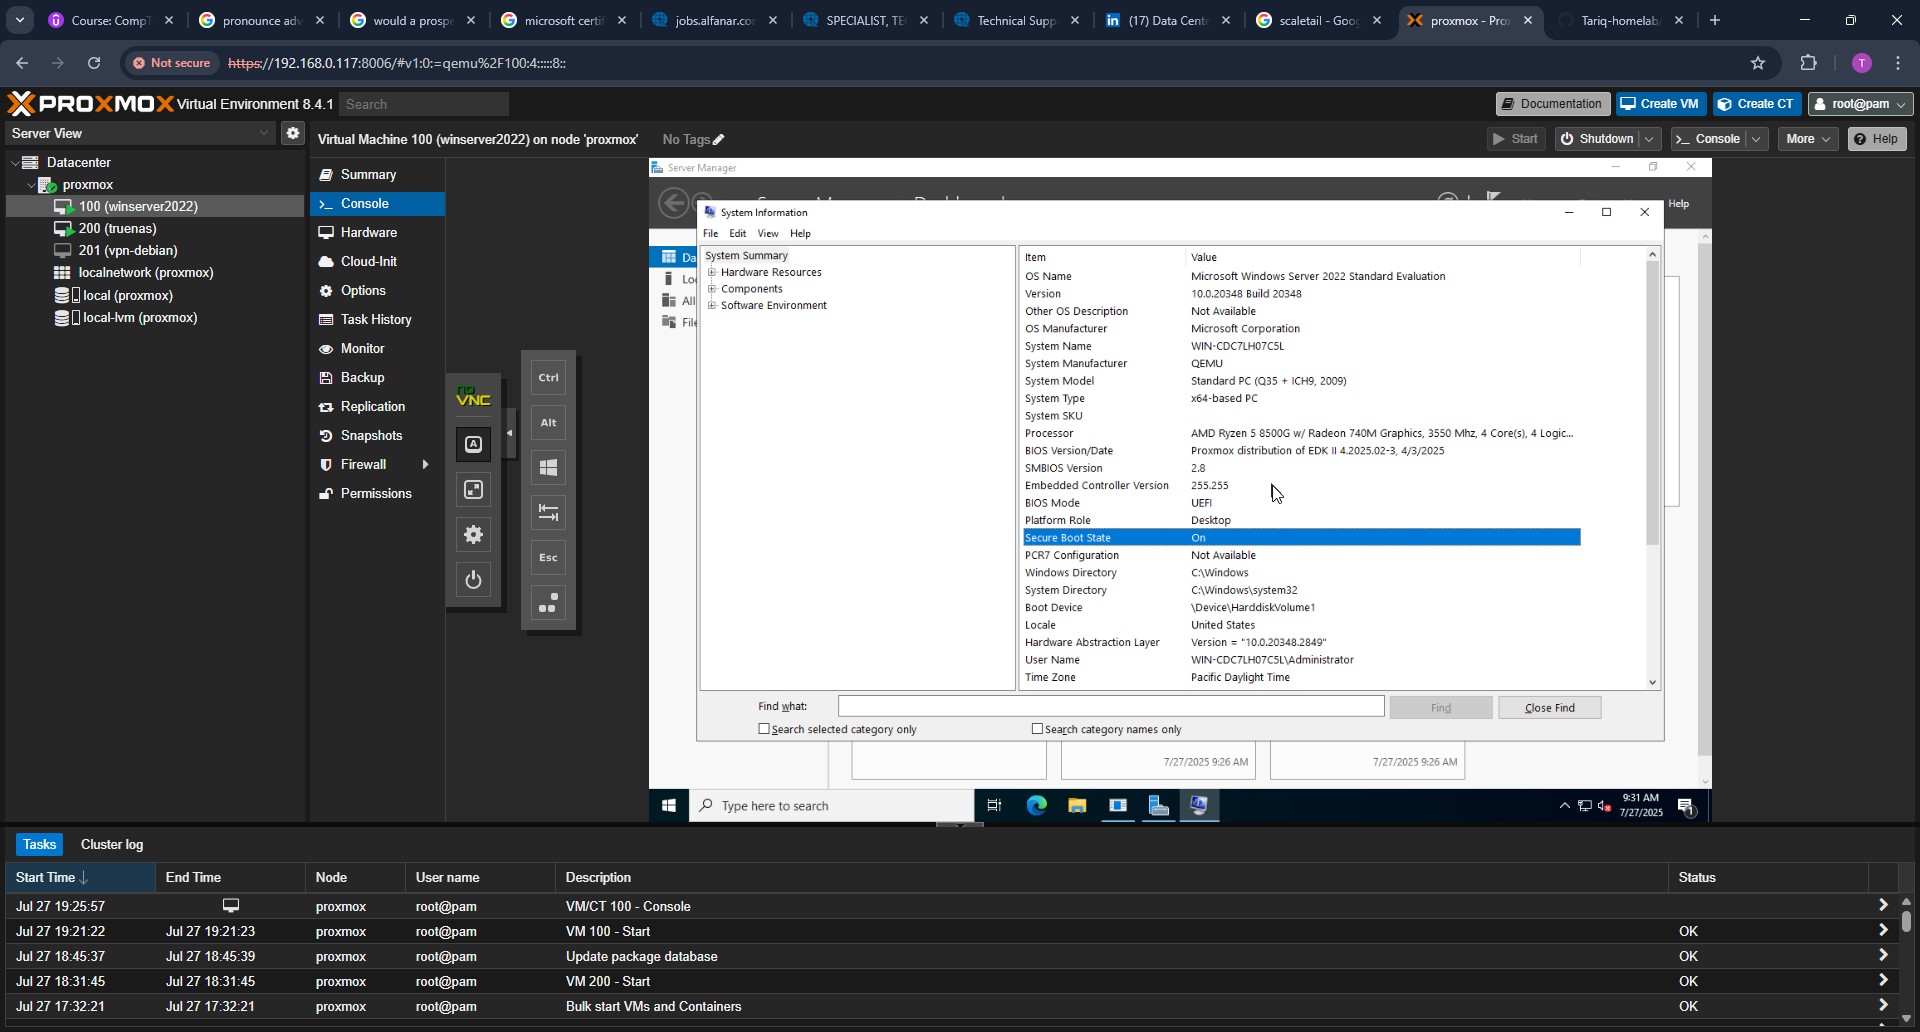 Course: CompT
pronounce adv
would a prospe
microsoft certif
jobs.alfanar.cor
SPECIALIST, TE
Technical Supp
(17) Data Cente
scaletail - Goog
proxmox - Pro
Tariq-homelab
Not secure
https://192.168.0.117:8006/#v1:0:=qemu%2F100:4:::::8::
T
PROXMOX Virtual Environment 8.4.1
Search
Documentation
Create VM
Create CT
root@pam
Server View
Virtual Machine 100 (winserver2022) on node 'proxmox'
No Tags
Start
Shutdown
Console
More
Help
Datacenter
proxmox
100 (winserver2022)
200 (truenas)
201 (vpn-debian)
localnetwork (proxmox)
local (proxmox)
local-lvm (proxmox)
Summary
Console
Hardware
Cloud-Init
Options
Task History
Monitor
Backup
Replication
Snapshots
Firewall
Permissions
no
VNC
A
Ctrl
Alt
Esc
Server Manager
Help
Da
Loc
All
File
System Information
File Edit View Help
System Summary
Hardware Resources
Components
Software Environment
Item Value
OS Name Microsoft Windows Server 2022 Standard Evaluation
Version 10.0.20348 Build 20348
Other OS Description Not Available
OS Manufacturer Microsoft Corporation
System Name WIN-CDC7LH07C5L
System Manufacturer QEMU
System Model Standard PC (Q35 + ICH9, 2009)
System Type x64-based PC
System SKU
Processor AMD Ryzen 5 8500G w/ Radeon 740M Graphics, 3550 Mhz, 4 Core(s), 4 Logic...
BIOS Version/Date Proxmox distribution of EDK II 4.2025.02-3, 4/3/2025
SMBIOS Version 2.8
Embedded Controller Version 255.255
BIOS Mode UEFI
Platform Role Desktop
Secure Boot State On
PCR7 Configuration Not Available
Windows Directory C:\Windows
System Directory C:\Windows\system32
Boot Device \Device\HarddiskVolume1
Locale United States
Hardware Abstraction Layer Version = "10.0.20348.2849"
User Name WIN-CDC7LH07C5L\Administrator
Time Zone Pacific Daylight Time
Find what:
Find
Close Find
Search selected category only
Search category names only
7/27/2025 9:26 AM
7/27/2025 9:26 AM
Type here to search
9:31 AM
7/27/2025
1
Tasks
Cluster log
Start Time End Time Node User name Description Status
Jul 27 19:25:57 proxmox root@pam VM/CT 100 - Console
Jul 27 19:21:22 Jul 27 19:21:23 proxmox root@pam VM 100 - Start OK
Jul 27 18:45:37 Jul 27 18:45:39 proxmox root@pam Update package database OK
Jul 27 18:31:45 Jul 27 18:31:45 proxmox root@pam VM 200 - Start OK
Jul 27 17:32:21 Jul 27 17:32:21 proxmox root@pam Bulk start VMs and Containers OK